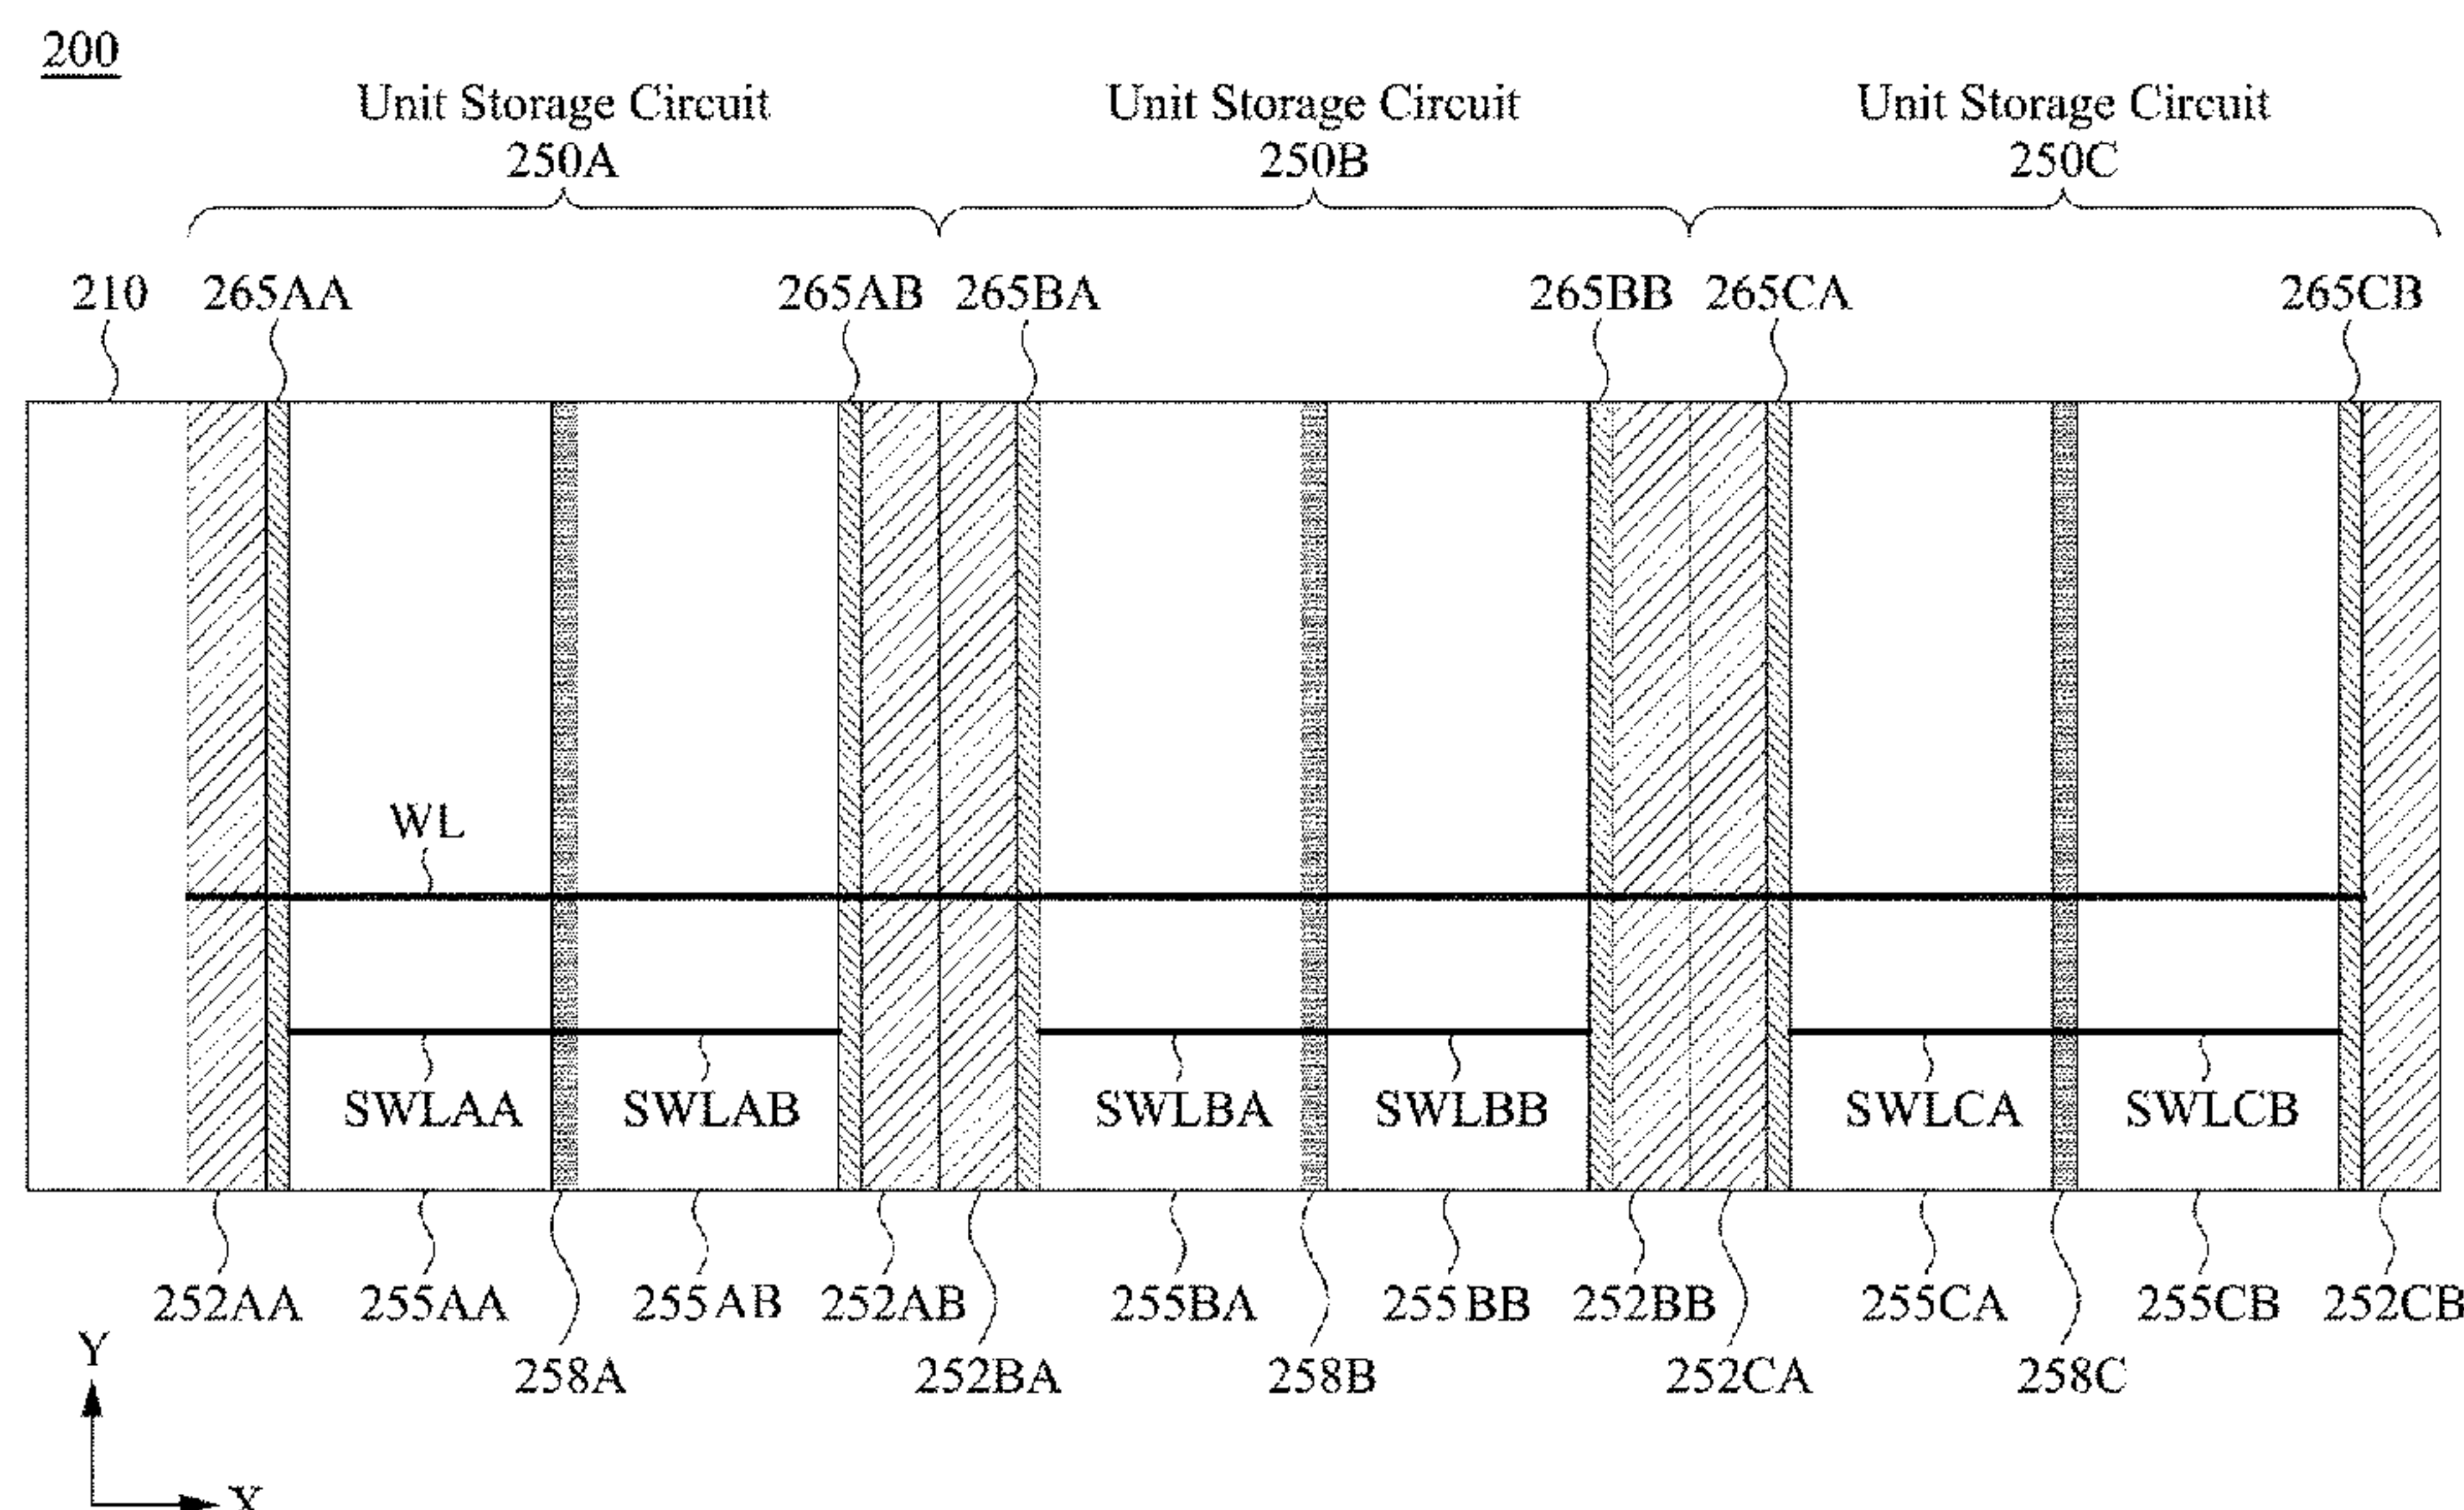 200
Unit Storage Circuit Unit Storage Circuit Unit Storage Circuit
250A 250B 250C
210 265AA 265AB 265BA 265BB 265CA 265CB
WL
SWLAA SWLAB SWLBA SWLBB SWLCA SWLCB
252AA 255AA 255AB 252AB 255BA 255BB 252BB 255CA 255CB 252CB
258A 252BA 258B 252CA 258C
Y
X